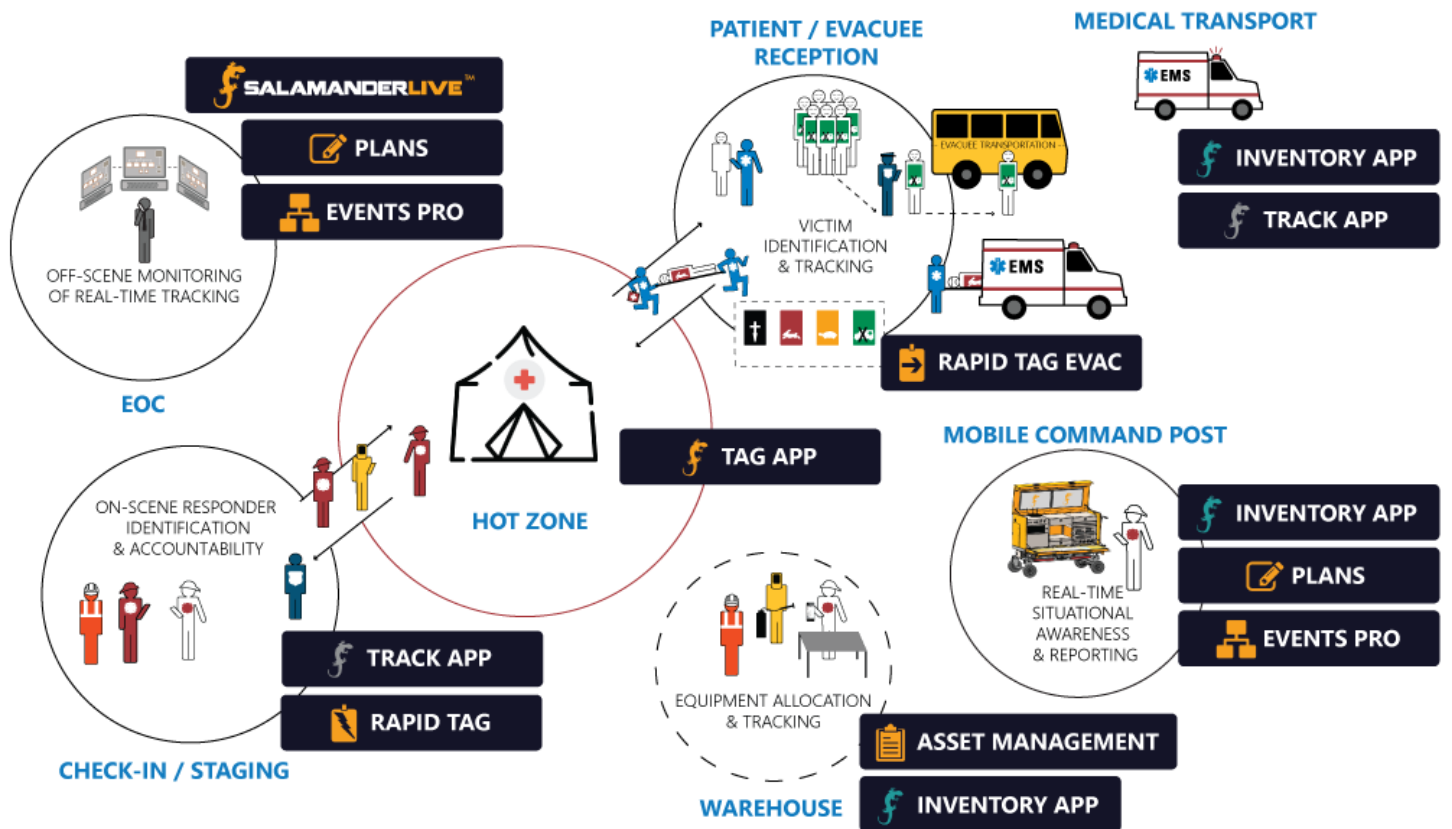 PATIENT / EVACUEE
RECEPTION
MEDICAL TRANSPORT
SALAMANDERLIVE™
PLANS
EVENTS PRO
OFF-SCENE MONITORING
OF REAL-TIME TRACKING
EOC
EVACUEE TRANSPORTATION
VICTIM
IDENTIFICATION
& TRACKING
EMS
RAPID TAG EVAC
EMS
INVENTORY APP
TRACK APP
ON-SCENE RESPONDER
IDENTIFICATION
& ACCOUNTABILITY
TRACK APP
RAPID TAG
CHECK-IN / STAGING
HOT ZONE
TAG APP
MOBILE COMMAND POST
REAL-TIME
SITUATIONAL
AWARENESS
& REPORTING
INVENTORY APP
PLANS
EVENTS PRO
EQUIPMENT ALLOCATION
& TRACKING
ASSET MANAGEMENT
WAREHOUSE
INVENTORY APP